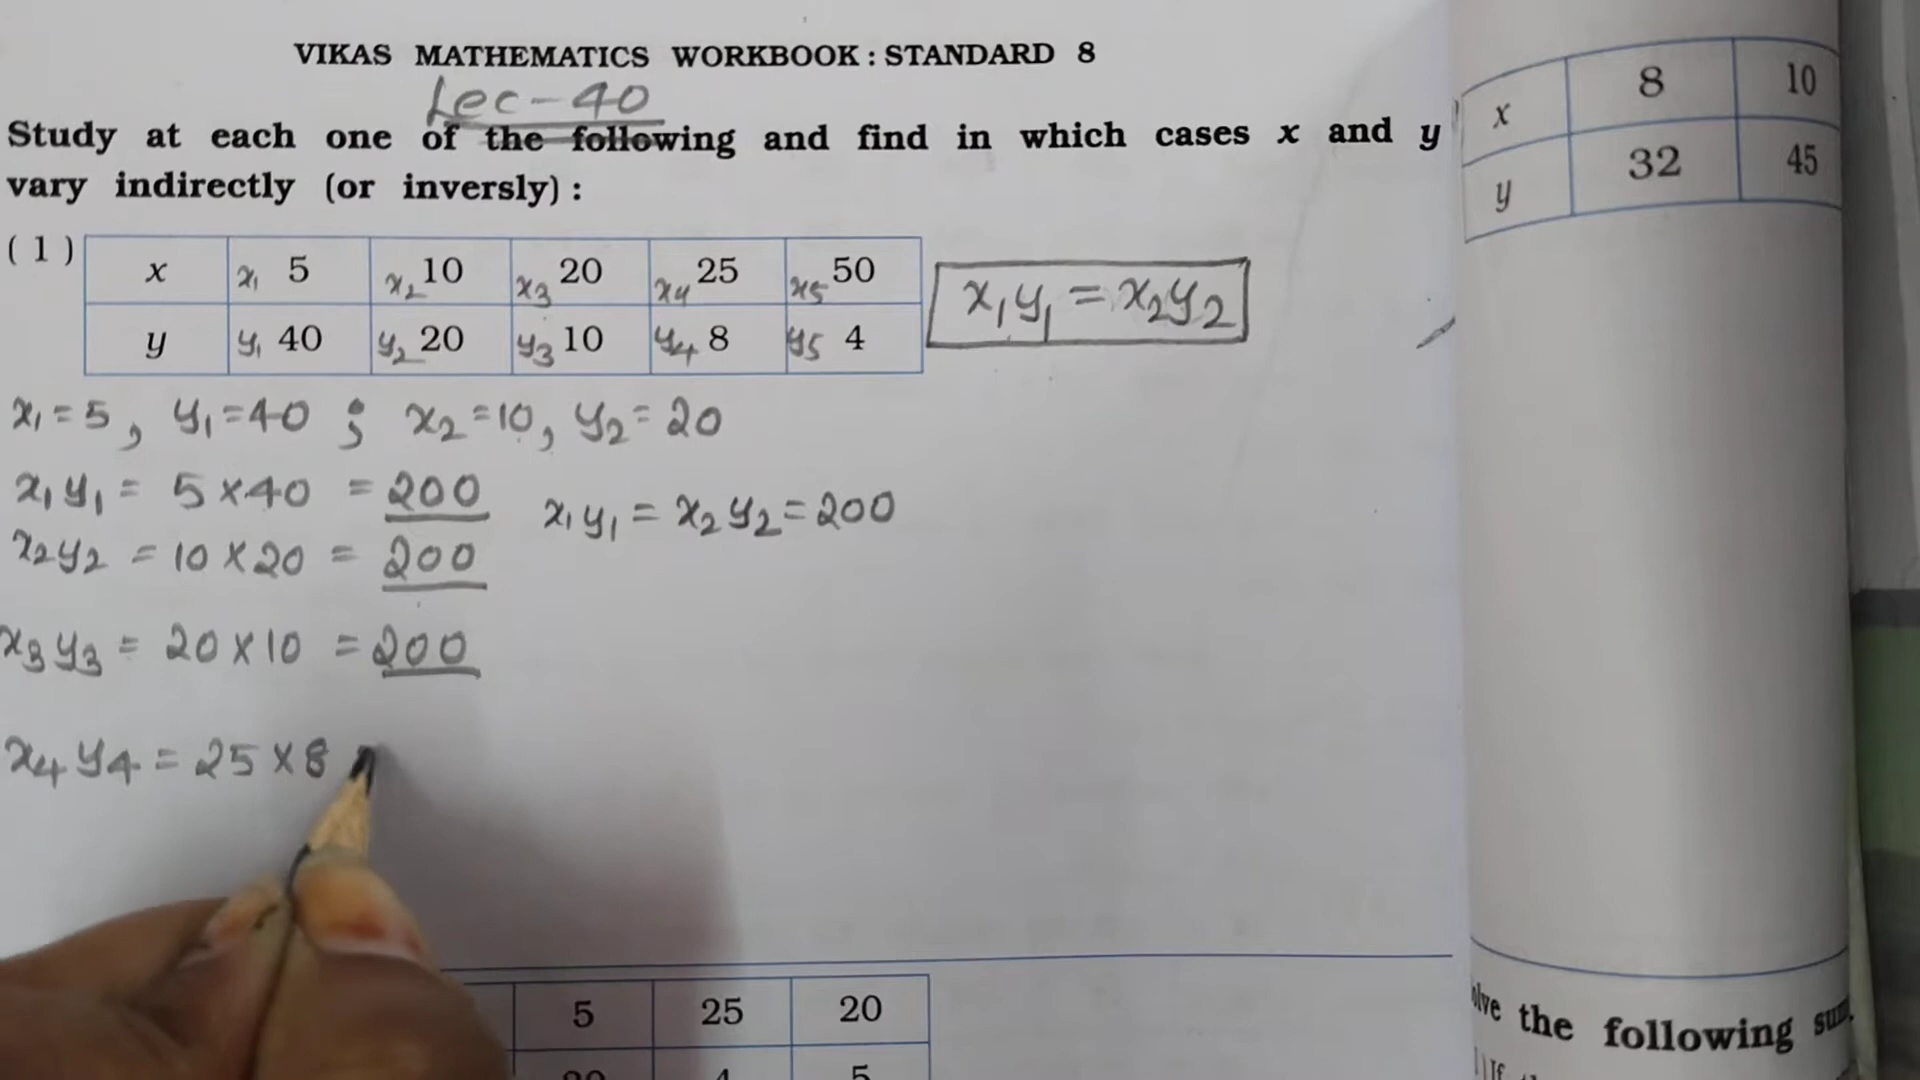 VIKAS MATHEMATICS WORKBOOK : STANDARD 8
Lec-40
Study at each one of the following and find in which cases x and y
vary indirectly (or inversly) :
(1)
x x₁ 5 x₂ 10 x₃ 20 x₄ 25 x₅ 50
y y₁ 40 y₂ 20 y₃ 10 y₄ 8 y₅ 4
x₁y₁ = x₂y₂
x₁ = 5 , y₁ = 40 ; x₂ = 10, y₂ = 20
x₁y₁ = 5 × 40 = 200
x₁y₁ = x₂y₂ = 200
x₂y₂ = 10 × 20 = 200
x₃y₃ = 20 × 10 = 200
x₄y₄ = 25 × 8
5 25 20
5
x 8 10
y 32 45
the following